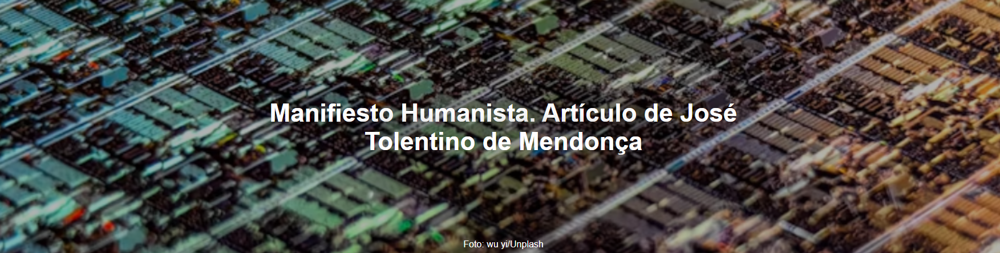 Manifiesto Humanista. Artículo de José
Tolentino de Mendonça
Foto: wu yi/Unplash